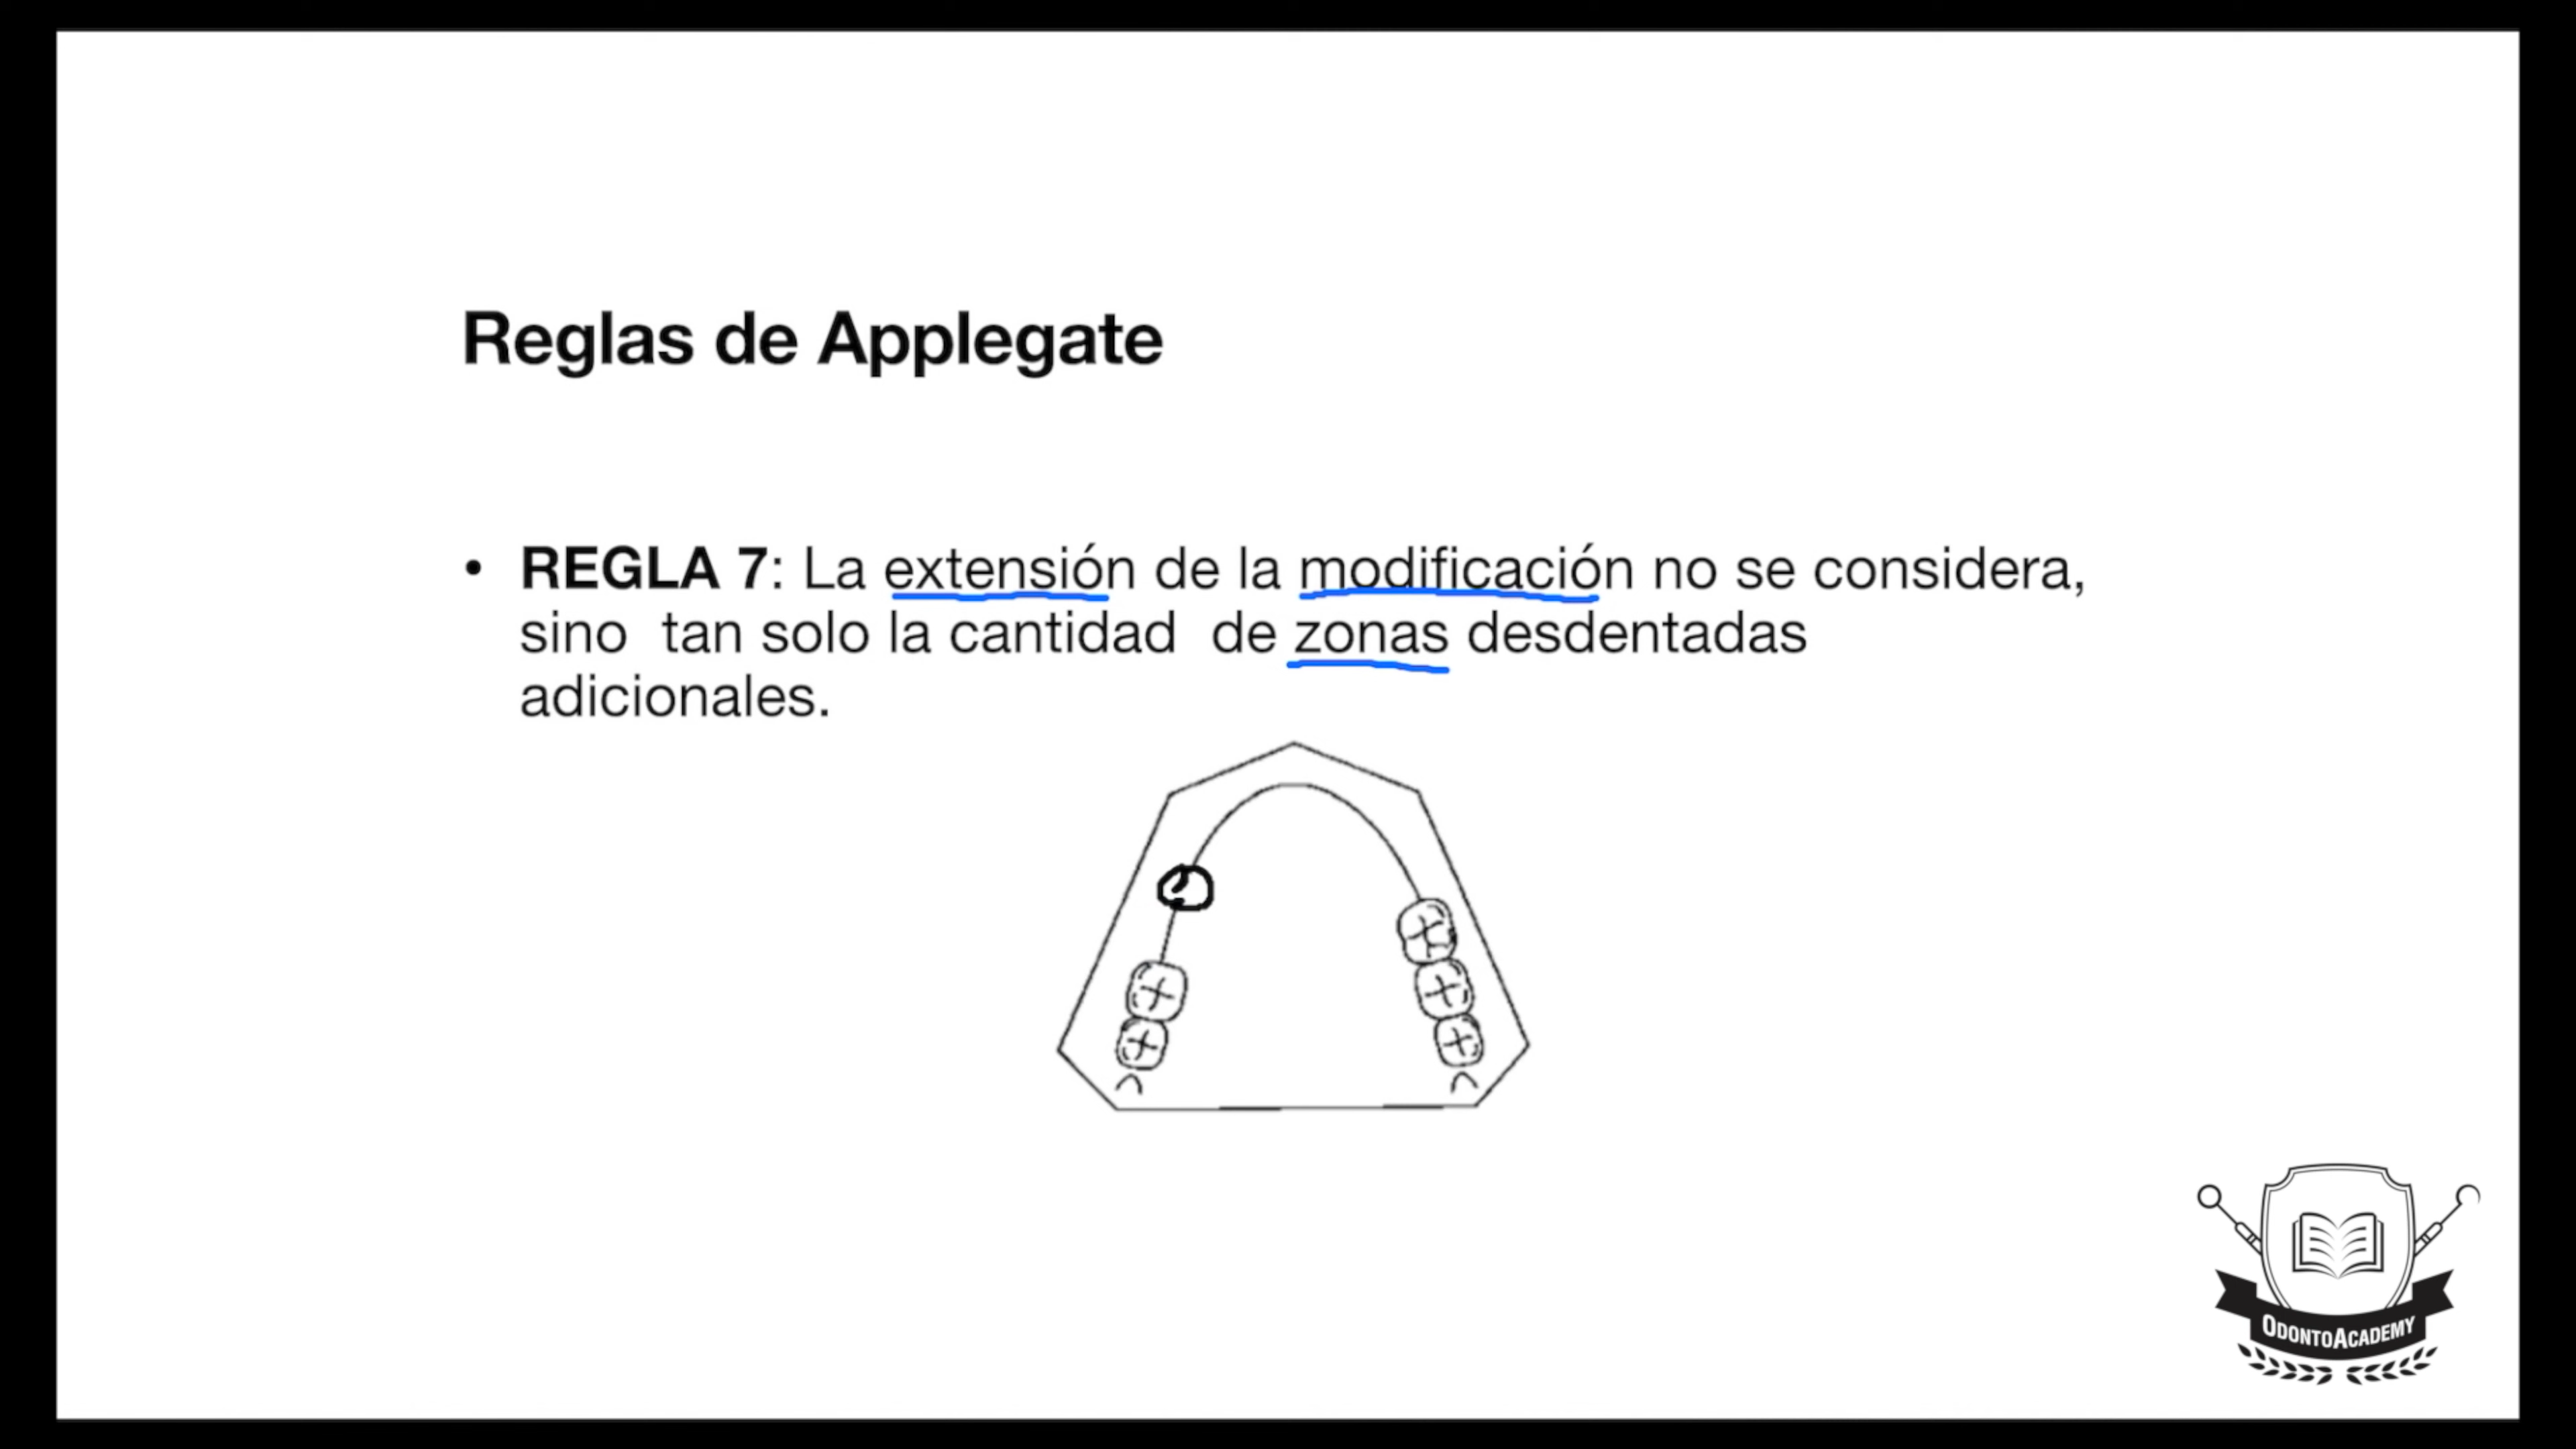 Reglas de Applegate
• REGLA 7: La extensión de la modificación no se considera,
sino tan solo la cantidad de zonas desdentadas
adicionales.
ODONTOACADEMY